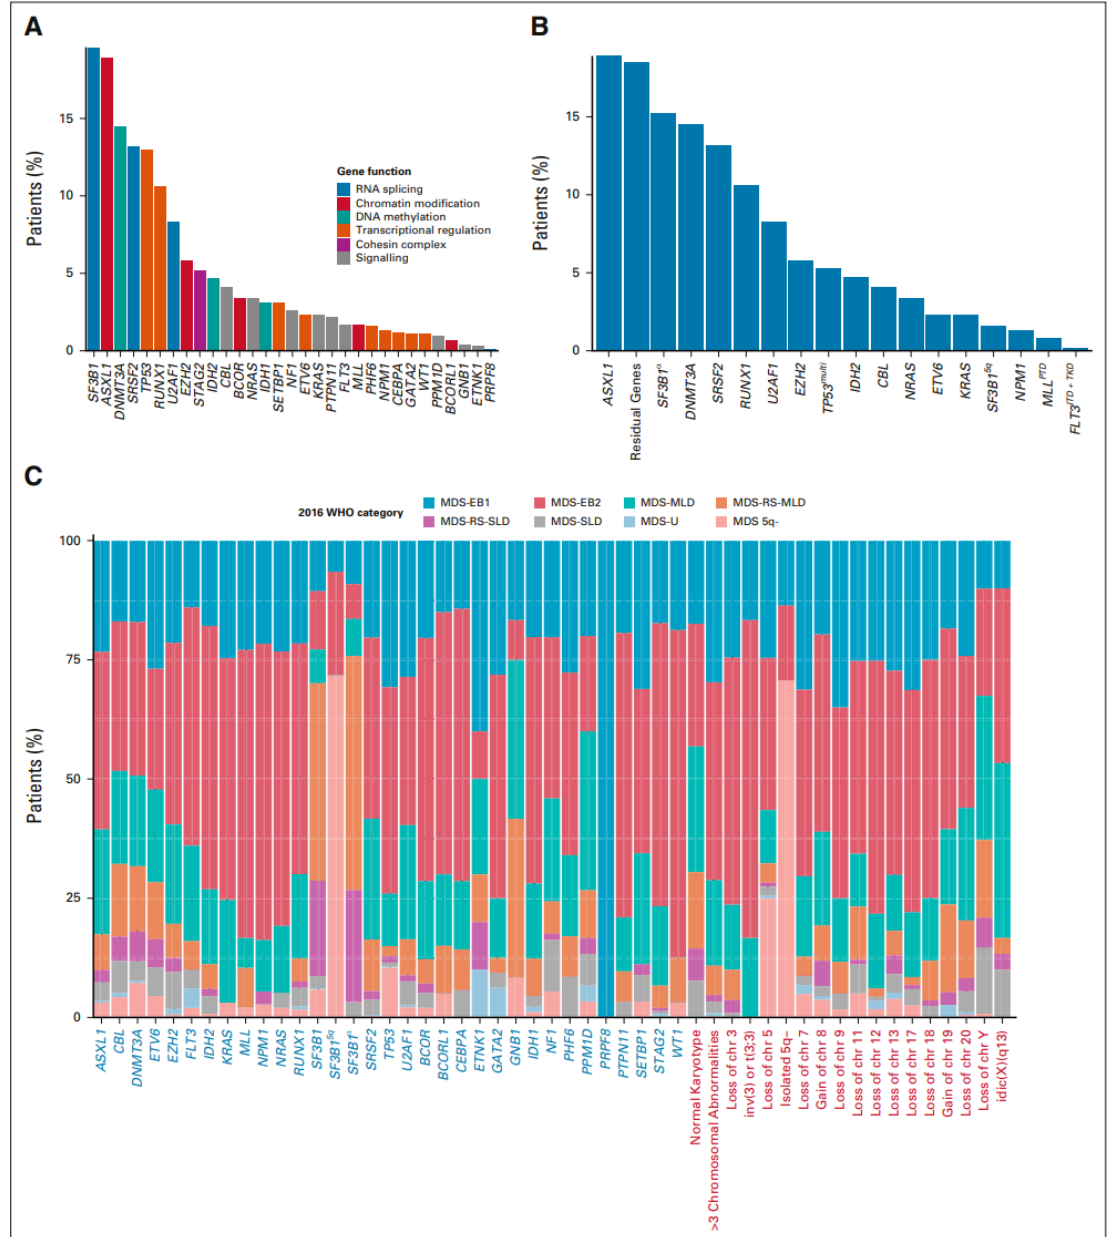 A
Patients (%)
15
10
5
0
Gene function
RNA splicing
Chromatin modification
DNA methylation
Transcriptional regulation
Cohesin complex
Signalling
SF3B1
ASXL1
DNMT3A
SRSF2
TP53
RUNX1
U2AF1
EZH2
STAG2
IDH2
CBL
BCOR
NRAS
IDH1
SETBP1
NF1
ETV6
KRAS
PTPN11
FLT3
MLL
PHF6
NPM1
CEBPA
GATA2
WT1
PPM1D
BCORL1
GNB1
ETNK1
PRPF8
B
Patients (%)
15
10
5
0
ASXL1
Residual Genes
SF3B1α
DNMT3A
SRSF2
RUNX1
U2AF1
EZH2
TP53multi
IDH2
CBL
NRAS
ETV6
KRAS
SF3B15q
NPM1
MLLPTD
FLT3ITD + TKD
C
2016 WHO category
MDS-EB1
MDS-EB2
MDS-MLD
MDS-RS-MLD
MDS-RS-SLD
MDS-SLD
MDS-U
MDS 5q-
Patients (%)
100
75
50
25
0
ASXL1
CBL
DNMT3A
ETV6
EZH2
FLT3
IDH2
KRAS
MLL
NPM1
NRAS
RUNX1
SF3B1
SF3B15q
SF3B1α
SRSF2
TP53
U2AF1
BCOR
BCORL1
CEBPA
ETNK1
GATA2
GNB1
IDH1
NF1
PHF6
PPM1D
PRPF8
PTPN11
SETBP1
STAG2
WT1
Normal Karyotype
>3 Chromosomal Abnormalities
Loss of chr 3
inv(3) or t(3;3)
Loss of chr 5
Isolated 5q–
Loss of chr 7
Gain of chr 8
Loss of chr 9
Loss of chr 11
Loss of chr 12
Loss of chr 13
Loss of chr 17
Loss of chr 18
Gain of chr 19
Loss of chr 20
Loss of chr Y
idic(X)(q13)